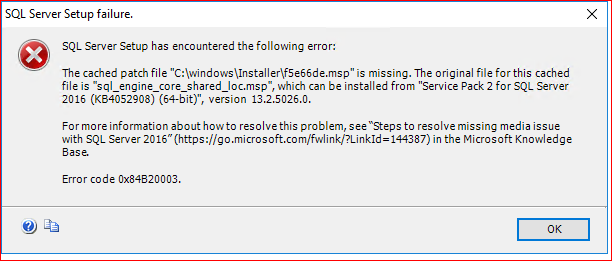 SQL Server Setup failure.
SQL Server Setup has encountered the following error:
The cached patch file "C:\windows\Installer\f5e66de.msp" is missing. The original file for this cached
file is "sql_engine_core_shared_loc.msp", which can be installed from "Service Pack 2 for SQL Server
2016 (KB4052908) (64-bit)", version 13.2.5026.0.
For more information about how to resolve this problem, see “Steps to resolve missing media issue
with SQL Server 2016” (https://go.microsoft.com/fwlink/?LinkId=144387) in the Microsoft Knowledge
Base.
Error code 0x84B20003.
OK